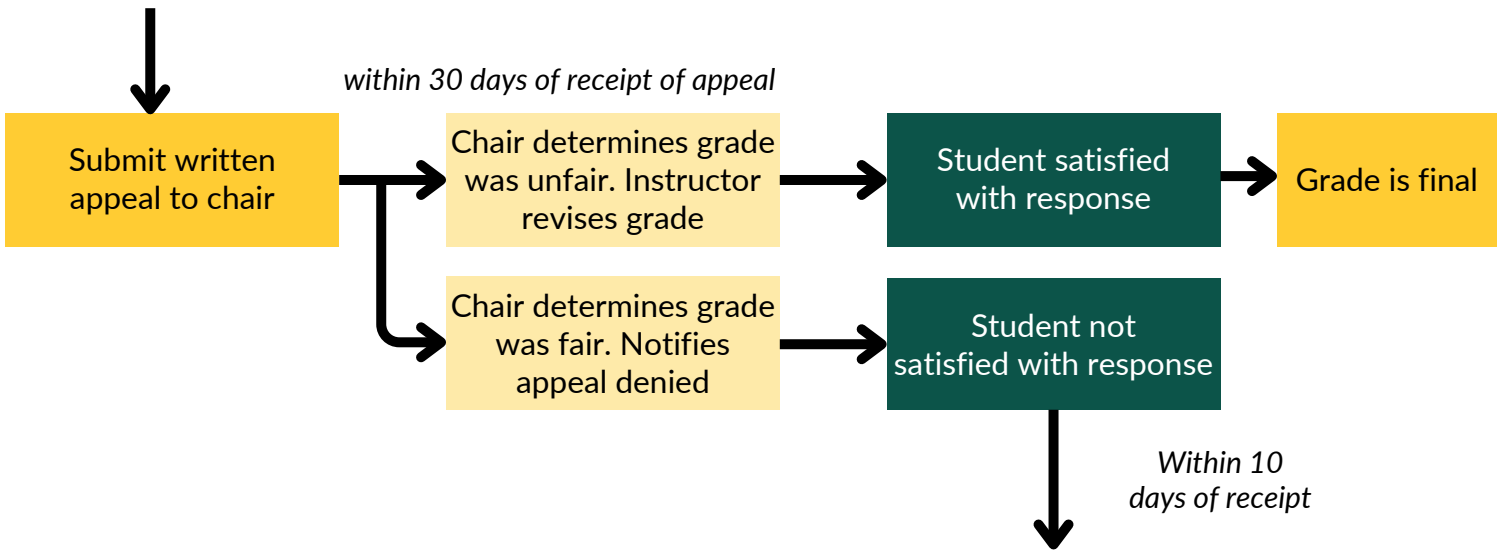 within 30 days of receipt of appeal
Submit written
appeal to chair
Chair determines grade
was unfair. Instructor
revises grade
Student satisfied
with response
Grade is final
Chair determines grade
was fair. Notifies
appeal denied
Student not
satisfied with response
Within 10
days of receipt